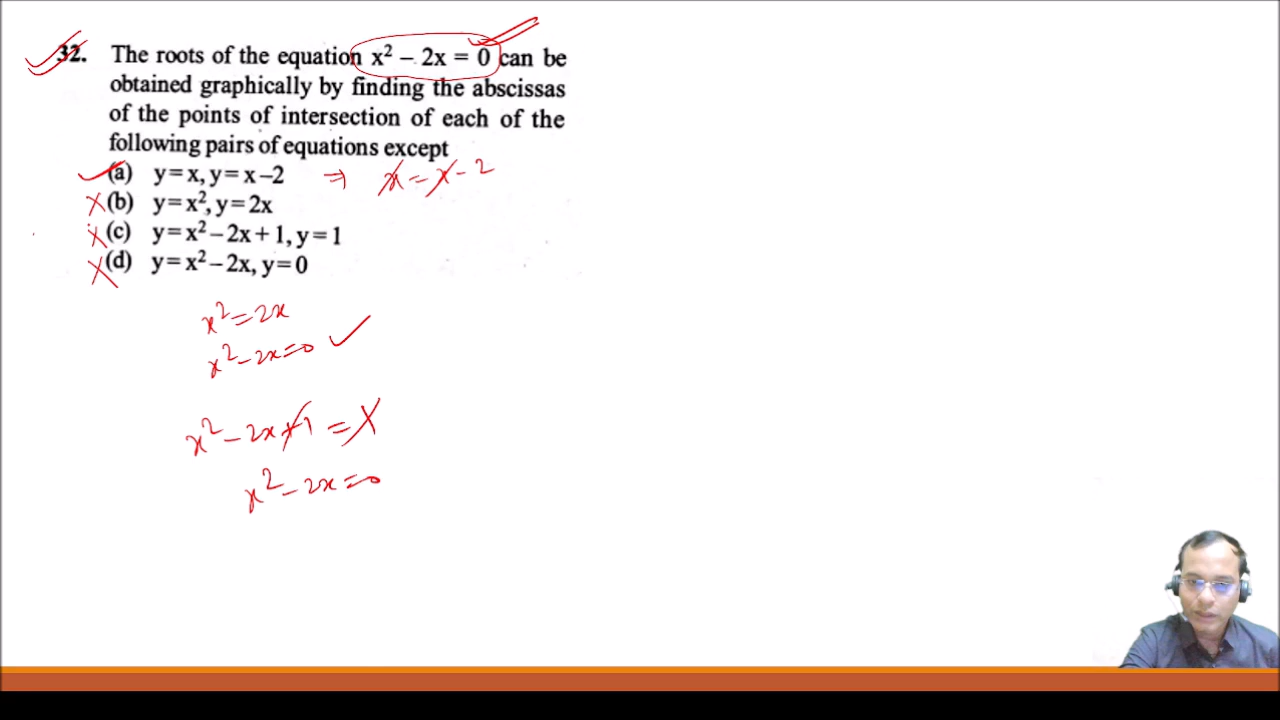 32. The roots of the equation x² – 2x = 0 can be
obtained graphically by finding the abscissas
of the points of intersection of each of the
following pairs of equations except
(a) y=x, y=x–2 ⇒ x=x-2
(b) y=x², y=2x
(c) y=x²–2x+1, y=1
(d) y=x²–2x, y=0
x²=2x
x²-2x=0
x²-2x+1=1
x²-2x=0